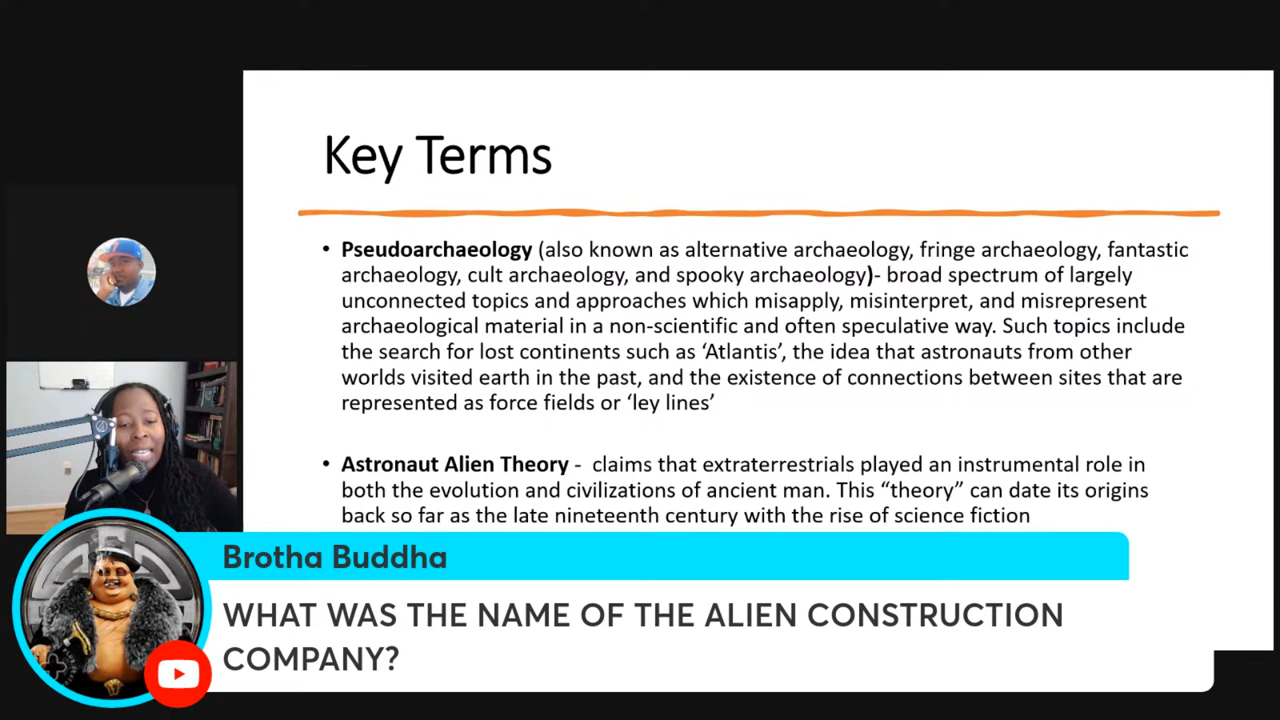 Key Terms
• Pseudoarchaeology (also known as alternative archaeology, fringe archaeology, fantastic
archaeology, cult archaeology, and spooky archaeology)- broad spectrum of largely
unconnected topics and approaches which misapply, misinterpret, and misrepresent
archaeological material in a non-scientific and often speculative way. Such topics include
the search for lost continents such as ‘Atlantis’, the idea that astronauts from other
worlds visited earth in the past, and the existence of connections between sites that are
represented as force fields or ‘ley lines’
• Astronaut Alien Theory - claims that extraterrestrials played an instrumental role in
both the evolution and civilizations of ancient man. This “theory” can date its origins
back so far as the late nineteenth century with the rise of science fiction
Brotha Buddha
WHAT WAS THE NAME OF THE ALIEN CONSTRUCTION
COMPANY?